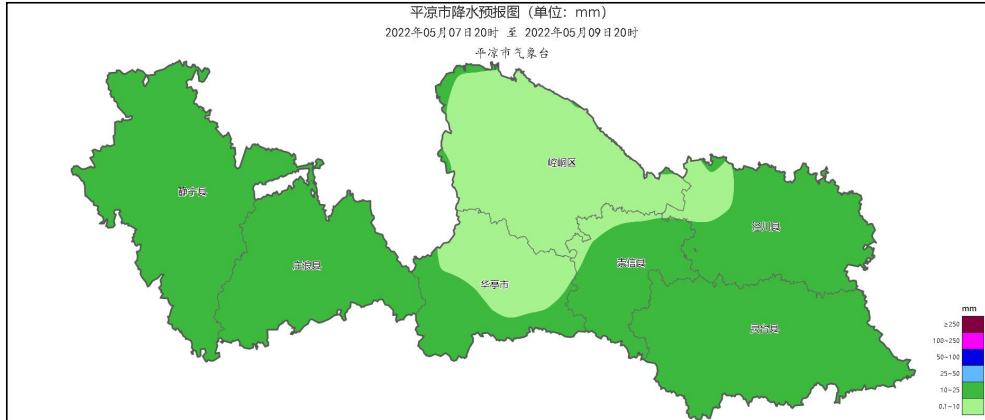 平凉市降水预报图（单位：mm）
2022年05月07日20时 至 2022年05月09日20时
平凉市气象台
崆峒区
静宁县
泾川县
庄浪县
崇信县
华亭市
灵台县
mm
≥250
100~250
50~100
25~50
10~25
0.1~10